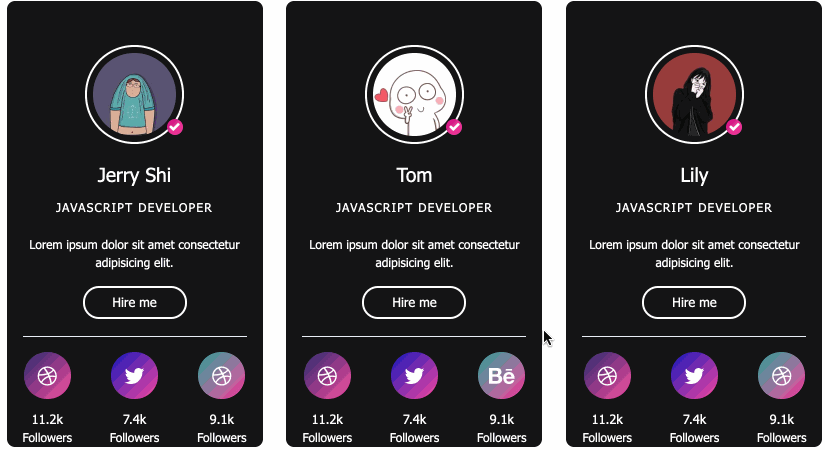 Jerry Shi
JAVASCRIPT DEVELOPER
Lorem ipsum dolor sit amet consectetur
adipisicing elit.
Hire me
11.2k
Followers
7.4k
Followers
9.1k
Followers
Tom
JAVASCRIPT DEVELOPER
Lorem ipsum dolor sit amet consectetur
adipisicing elit.
Hire me
Bē
11.2k
Followers
7.4k
Followers
9.1k
Followers
Lily
JAVASCRIPT DEVELOPER
Lorem ipsum dolor sit amet consectetur
adipisicing elit.
Hire me
11.2k
Followers
7.4k
Followers
9.1k
Followers